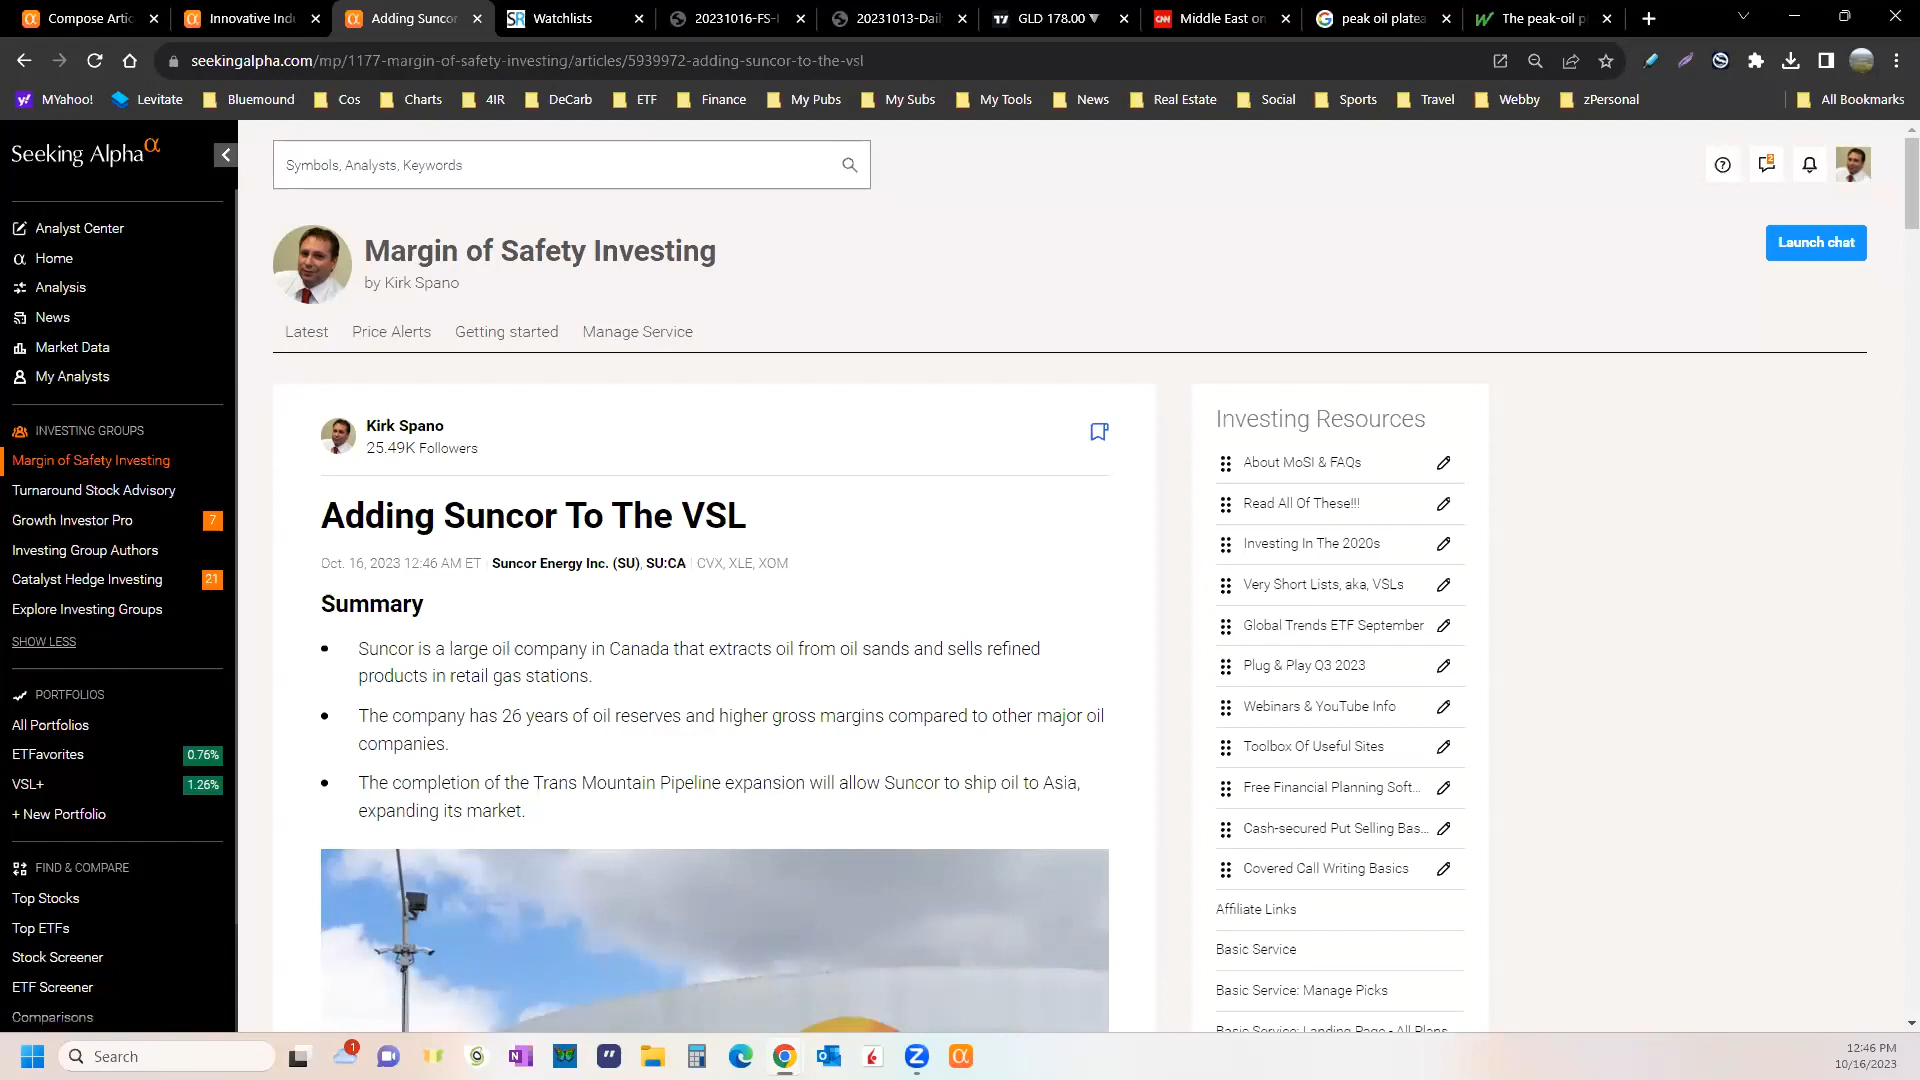 Compose Artic
Innovative Indu
Adding Suncor
Watchlists
20231016-FS-
20231013-Dail
GLD 178.00 ▼
Middle East on
peak oil platea
The peak-oil p
seekingalpha.com/mp/1177-margin-of-safety-investing/articles/5939972-adding-suncor-to-the-vsl
MYahoo!
Levitate
Bluemound
Cos
Charts
4IR
DeCarb
ETF
Finance
My Pubs
My Subs
My Tools
News
Real Estate
Social
Sports
Travel
Webby
zPersonal
All Bookmarks
Seeking Alpha α
Analyst Center
Home
Analysis
News
Market Data
My Analysts
INVESTING GROUPS
Margin of Safety Investing
Turnaround Stock Advisory
Growth Investor Pro 7
Investing Group Authors
Catalyst Hedge Investing 21
Explore Investing Groups
SHOW LESS
PORTFOLIOS
All Portfolios
ETFavorites 0.76%
VSL+ 1.26%
+ New Portfolio
FIND & COMPARE
Top Stocks
Top ETFs
Stock Screener
ETF Screener
Comparisons
Symbols, Analysts, Keywords
2
Margin of Safety Investing
by Kirk Spano
Launch chat
Latest
Price Alerts
Getting started
Manage Service
Kirk Spano
25.49K Followers
Adding Suncor To The VSL
Oct. 16, 2023 12:46 AM ET | Suncor Energy Inc. (SU), SU:CA | CVX, XLE, XOM
Summary
• Suncor is a large oil company in Canada that extracts oil from oil sands and sells refined
products in retail gas stations.
• The company has 26 years of oil reserves and higher gross margins compared to other major oil
companies.
• The completion of the Trans Mountain Pipeline expansion will allow Suncor to ship oil to Asia,
expanding its market.
Investing Resources
About MoSI & FAQs
Read All Of These!!!
Investing In The 2020s
Very Short Lists, aka, VSLs
Global Trends ETF September
Plug & Play Q3 2023
Webinars & YouTube Info
Toolbox Of Useful Sites
Free Financial Planning Soft...
Cash-secured Put Selling Bas...
Covered Call Writing Basics
Affiliate Links
Basic Service
Basic Service: Manage Picks
Basic Service: Landing Page - All Plans
Search
1
12:46 PM
10/16/2023